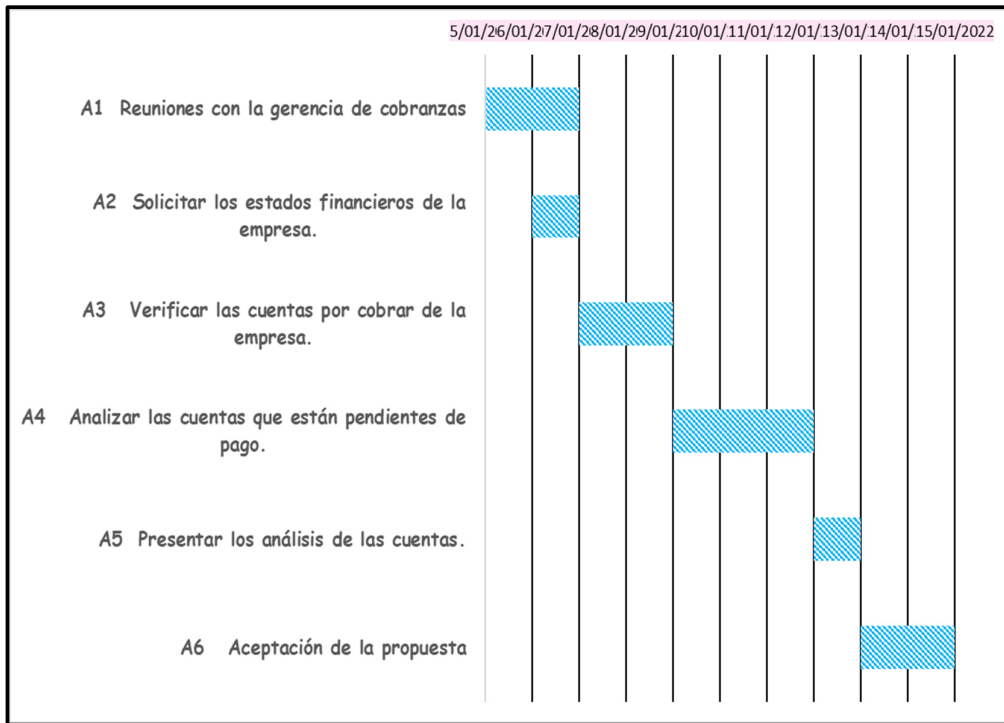 5/01/26/01/207/01/208/01/209/01/210/01/.11/01/.12/01/.13/01/.14/01/.15/01/2022
A1 Reuniones con la gerencia de cobranzas
A2 Solicitar los estados financieros de la
empresa.
A3 Verificar las cuentas por cobrar de la
empresa.
A4 Analizar las cuentas que están pendientes de
pago.
A5 Presentar los análisis de las cuentas.
A6 Aceptación de la propuesta